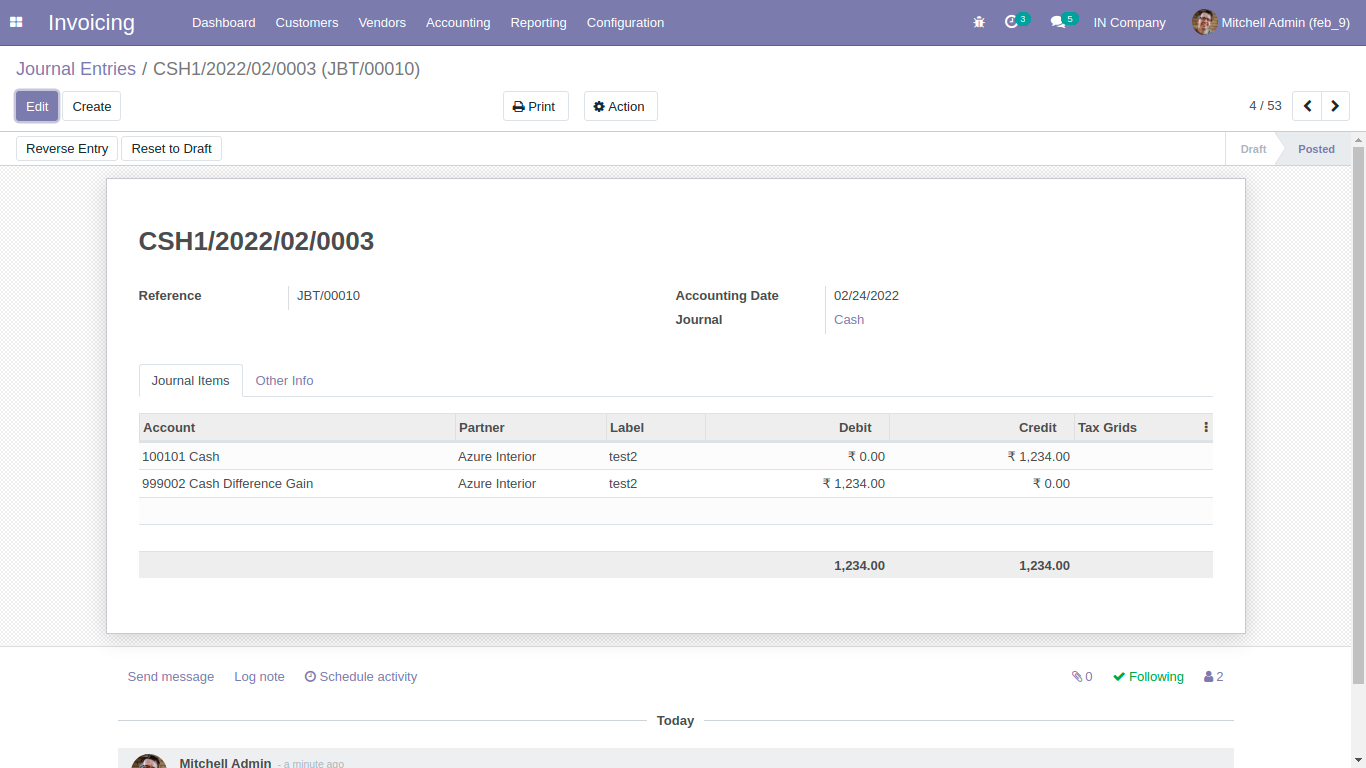 Invoicing Dashboard Customers Vendors Accounting Reporting Configuration 3 5 IN Company Mitchell Admin (feb_9)
Journal Entries / CSH1/2022/02/0003 (JBT/00010)
Edit Create Print Action 4 / 53
Reverse Entry Reset to Draft Draft Posted
CSH1/2022/02/0003
Reference JBT/00010 Accounting Date 02/24/2022
Journal Cash
Journal Items Other Info
Account Partner Label Debit Credit Tax Grids
100101 Cash Azure Interior test2 ₹ 0.00 ₹ 1,234.00
999002 Cash Difference Gain Azure Interior test2 ₹ 1,234.00 ₹ 0.00
1,234.00 1,234.00
Send message Log note Schedule activity 0 Following 2
Today
Mitchell Admin - a minute ago